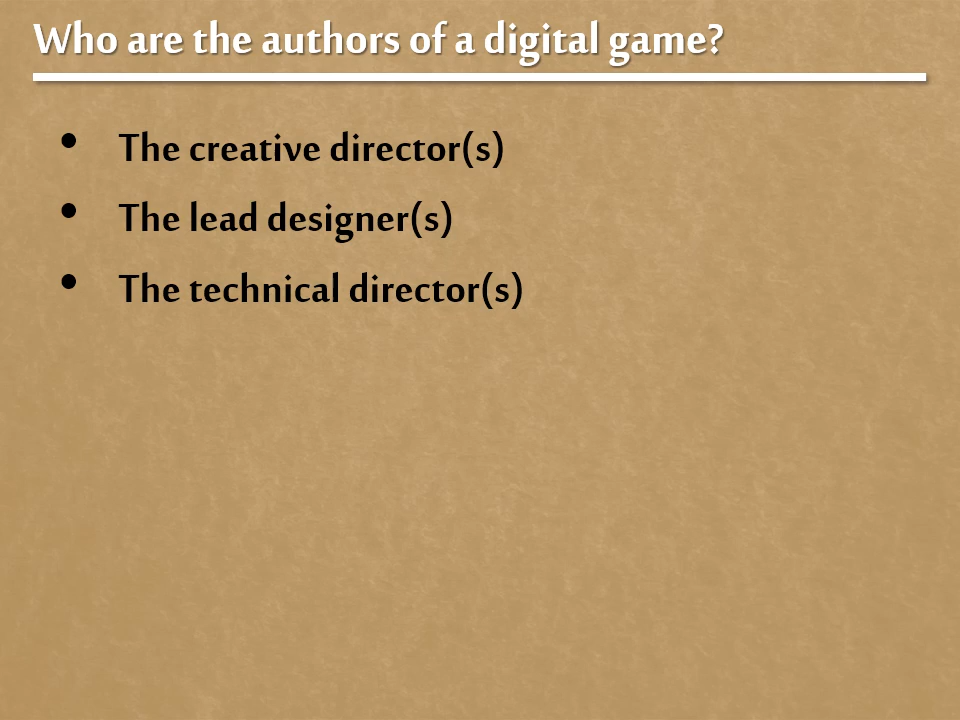 Who are the authors of a digital game?
• The creative director(s)
• The lead designer(s)
• The technical director(s)